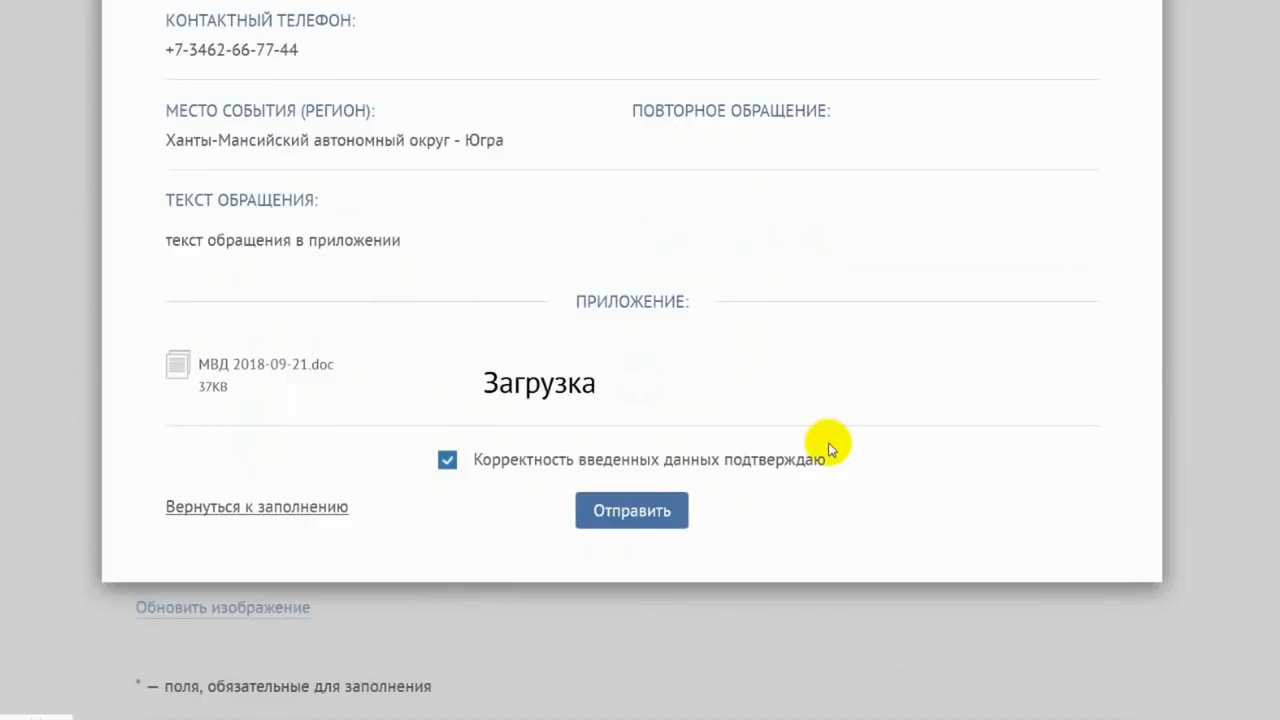 КОНТАКТНЫЙ ТЕЛЕФОН:
+7-3462-66-77-44
МЕСТО СОБЫТИЯ (РЕГИОН):
Ханты-Мансийский автономный округ - Югра
ПОВТОРНОЕ ОБРАЩЕНИЕ:
ТЕКСТ ОБРАЩЕНИЯ:
текст обращения в приложении
ПРИЛОЖЕНИЕ:
МВД 2018-09-21.doc
37KB
Загрузка
Корректность введенных данных подтверждаю
Вернуться к заполнению
Отправить
Обновить изображение
* — поля, обязательные для заполнения